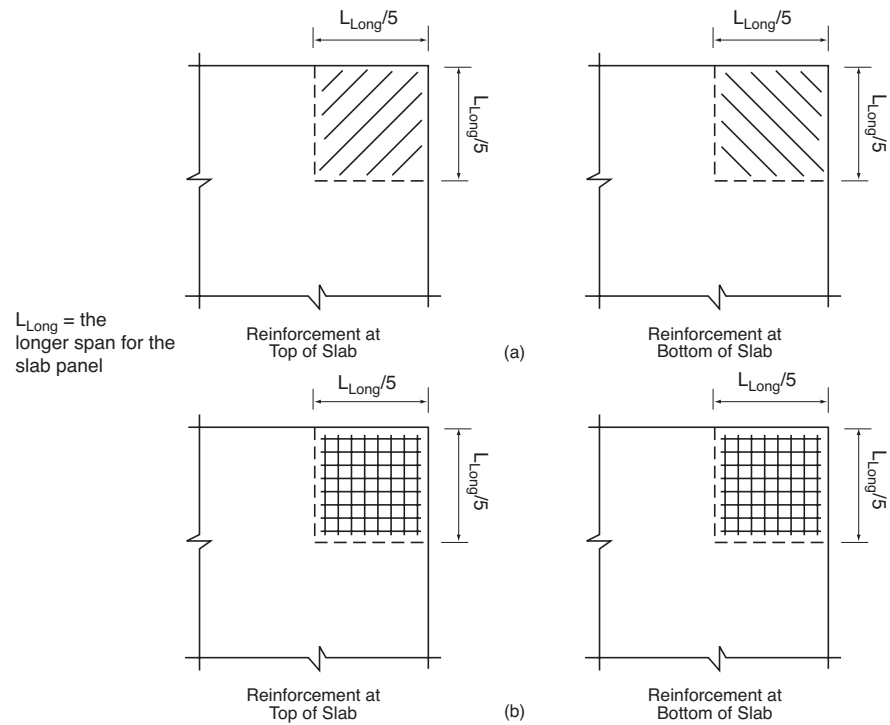 L_Long/5
L_Long/5
L_Long/5
L_Long/5
L_Long = the
longer span for the
slab panel
Reinforcement at
Top of Slab
(a)
Reinforcement at
Bottom of Slab
L_Long/5
L_Long/5
L_Long/5
L_Long/5
Reinforcement at
Top of Slab
(b)
Reinforcement at
Bottom of Slab